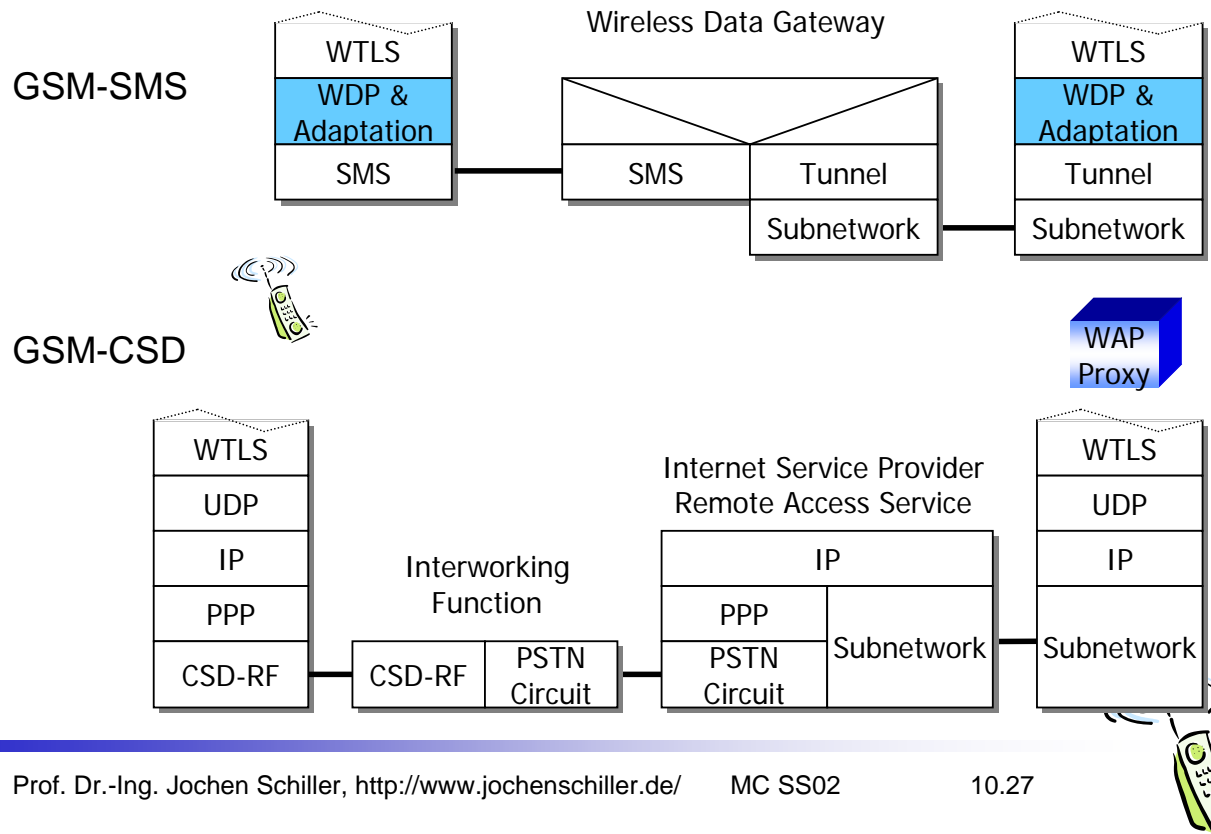 Wireless Data Gateway
GSM-SMS
WTLS
WDP &
Adaptation
SMS
SMS
Tunnel
Subnetwork
WTLS
WDP &
Adaptation
Tunnel
Subnetwork
GSM-CSD
WAP
Proxy
WTLS
UDP
IP
PPP
CSD-RF
Interworking
Function
CSD-RF
PSTN
Circuit
Internet Service Provider
Remote Access Service
IP
PPP
PSTN
Circuit
Subnetwork
WTLS
UDP
IP
Subnetwork
Prof. Dr.-Ing. Jochen Schiller, http://www.jochenschiller.de/ MC SS02 10.27